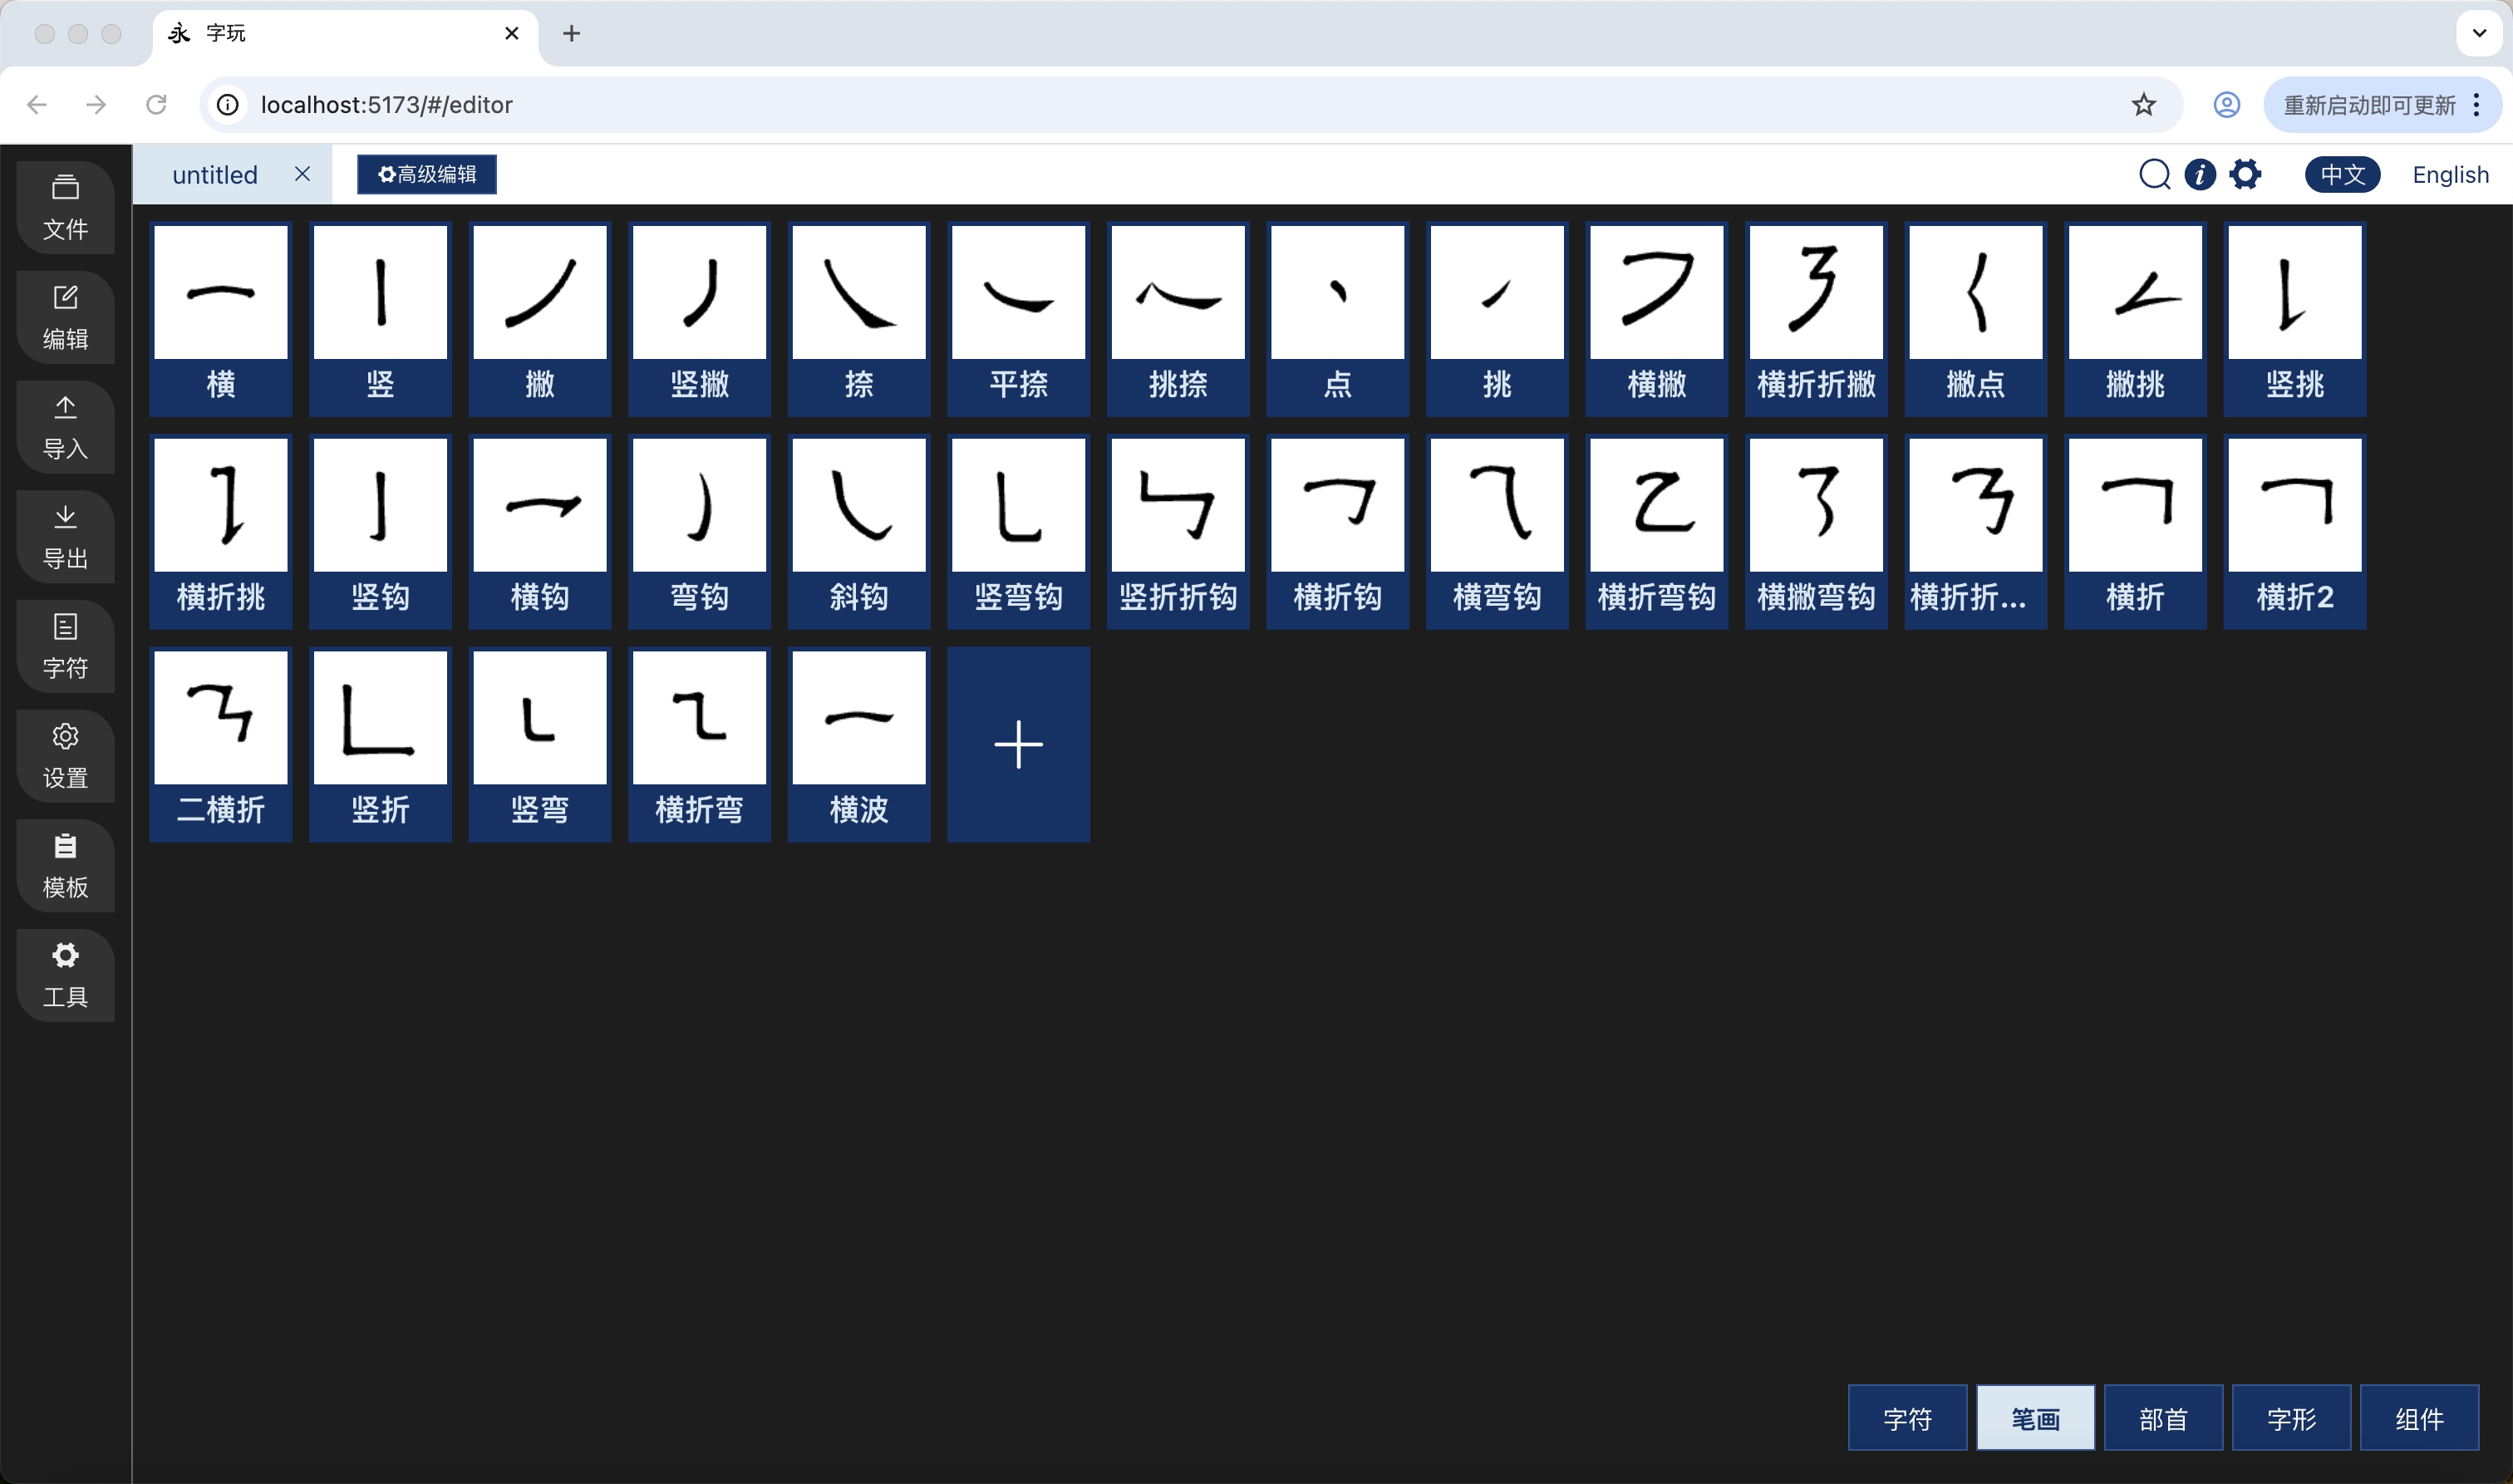 字玩
localhost:5173/#/editor
重新启动即可更新
untitled
高级编辑
中文
English
文件
编辑
导入
导出
字符
设置
模板
工具
横 竖 撇 竖撇 捺 平捺 挑捺 点 挑 横撇 横折折撇 撇点 撇挑 竖挑
横折挑 竖钩 横钩 弯钩 斜钩 竖弯钩 竖折折钩 横折钩 横弯钩 横折弯钩 横撇弯钩 横折折... 横折 横折2
二横折 竖折 竖弯 横折弯 横波
字符 笔画 部首 字形 组件